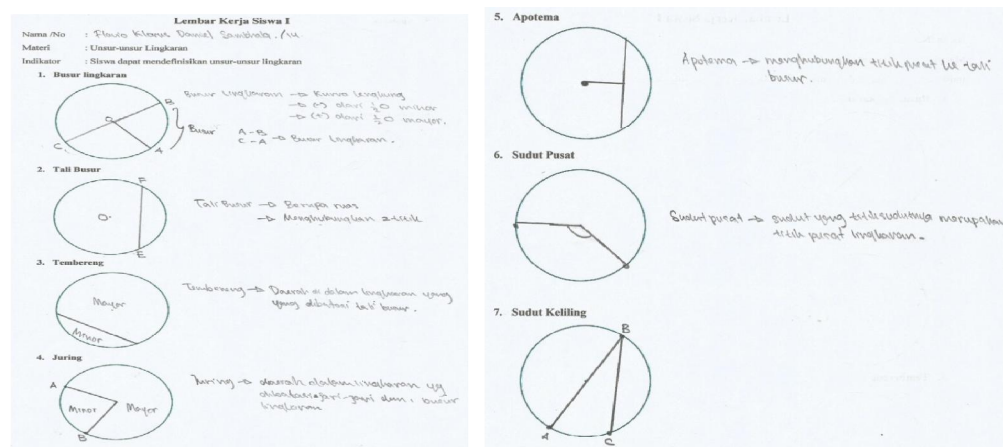 Lembar Kerja Siswa I
Nama /No : Daniel /14
Materi : Unsur-unsur Lingkaran
Indikator : Siswa dapat mendefinisikan unsur-unsur lingkaran
1. Busur lingkaran
Busur Lingkaran → Kurva lengkung
→ (<) dari ½ O minor
→ (>) dari ½ O mayor.
Busur A - B
C - A → Busur Lingkaran.
B
O
C
A
2. Tali Busur
F
O
E
Tali Busur → Berupa ruas
→ Menghubungkan 2 titik
3. Tembereng
Mayor
Minor
Tembereng → Daerah di dalam lingkaran yang
yang dibatasi tali busur.
4. Juring
A
Minor Mayor
B
Juring → daerah dalam lingkaran yg
dibatasi jari-jari dan busur
lingkaran
5. Apotema
Apotema → menghubungkan titik pusat ke tali
busur.
6. Sudut Pusat
Sudut pusat → sudut yang titik sudutnya merupakan
titik pusat lingkaran.
7. Sudut Keliling
B
A
C